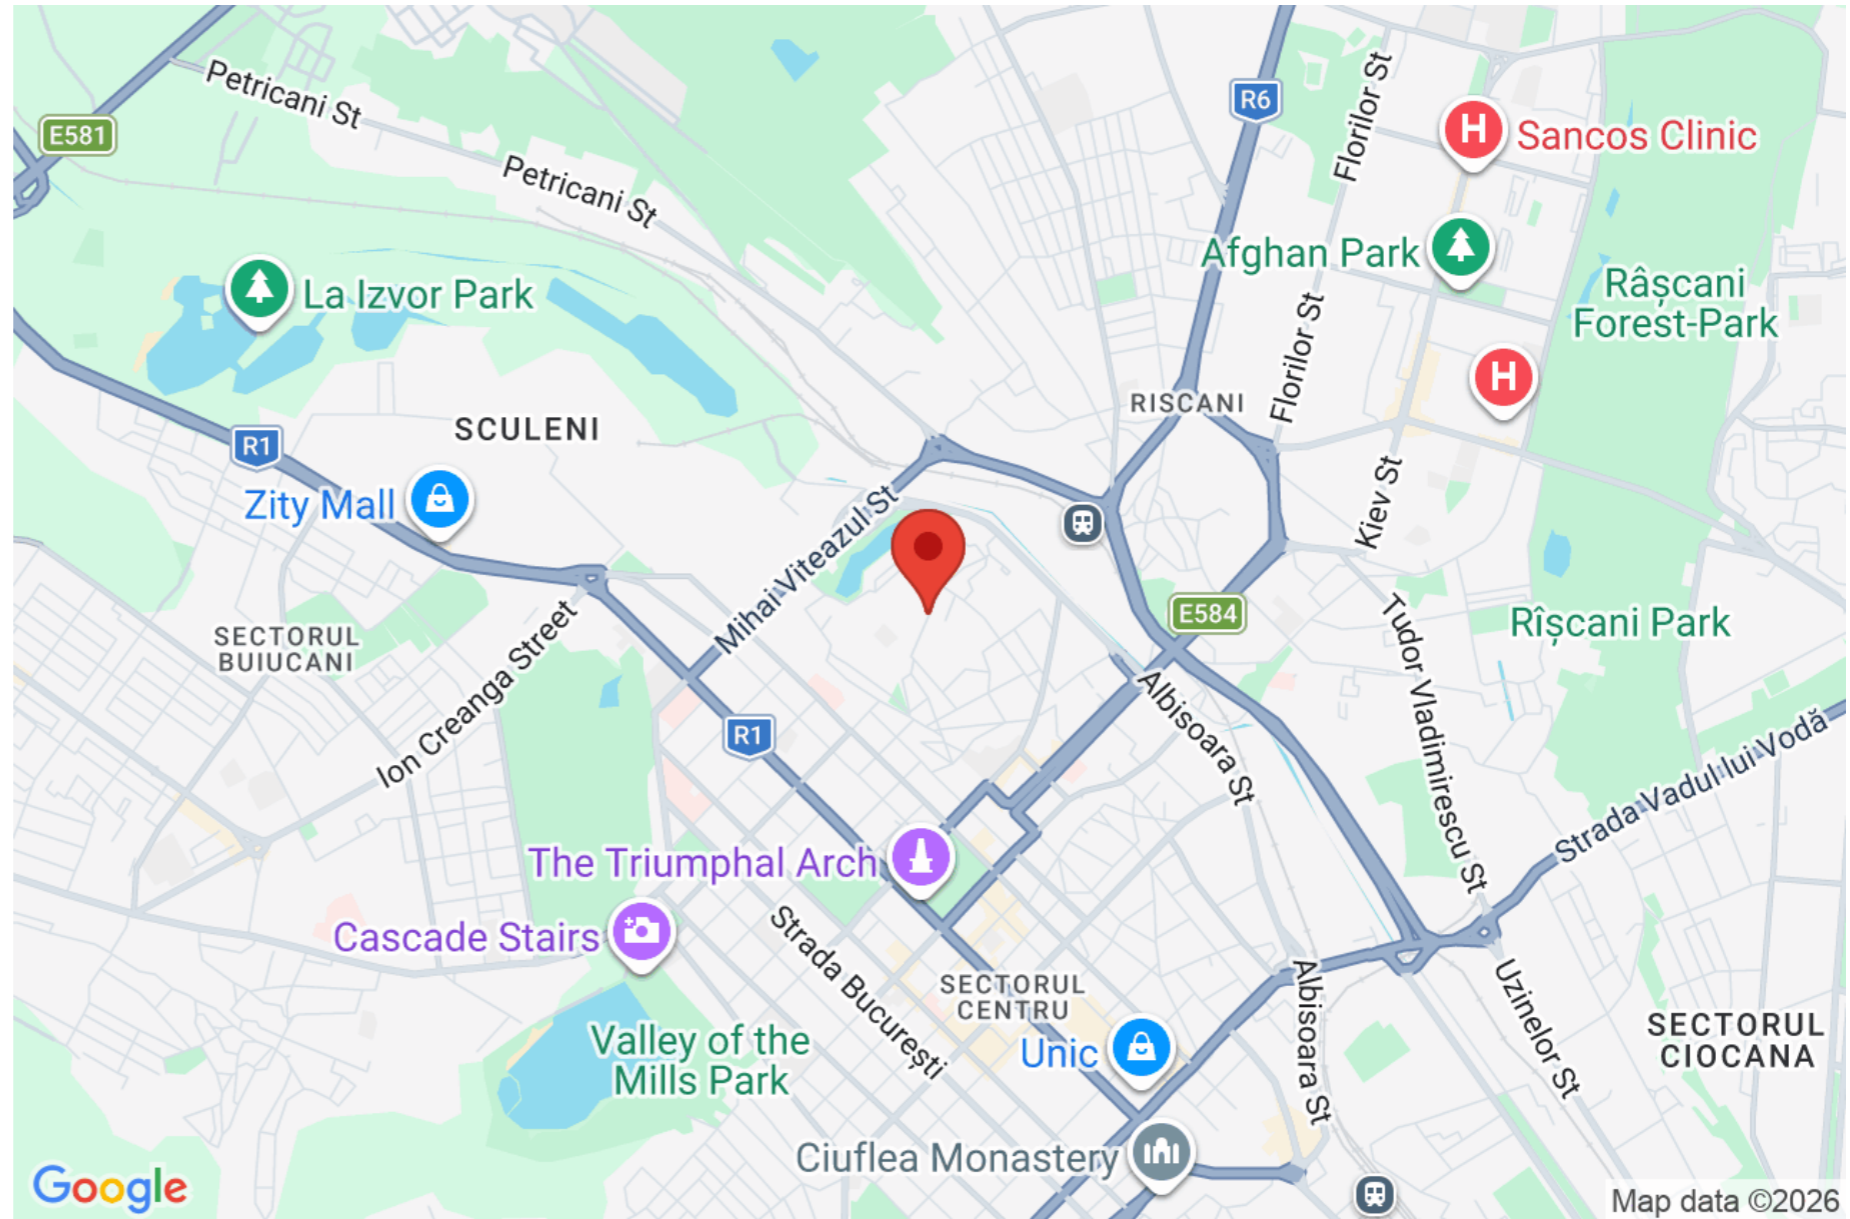 Petricani St
E581
R6
Florilor St
Sancos Clinic
Petricani St
Afghan Park
La Izvor Park
Râșcani
Forest-Park
Florilor St
RISCANI
SCULENI
R1
Zity Mall
Kiev St
Mihai Viteazul St
E584
Rîșcani Park
SECTORUL
BUIUCANI
Ion Creanga Street
Tudor Vladimirescu St
Albisoara St
R1
Strada Vadul lui Vodă
The Triumphal Arch
Cascade Stairs
Strada București
SECTORUL
CENTRU
Albisoara St
Uzinelor St
SECTORUL
CIOCANA
Valley of the
Mills Park
Unic
Ciuflea Monastery
Google
Map data ©2026